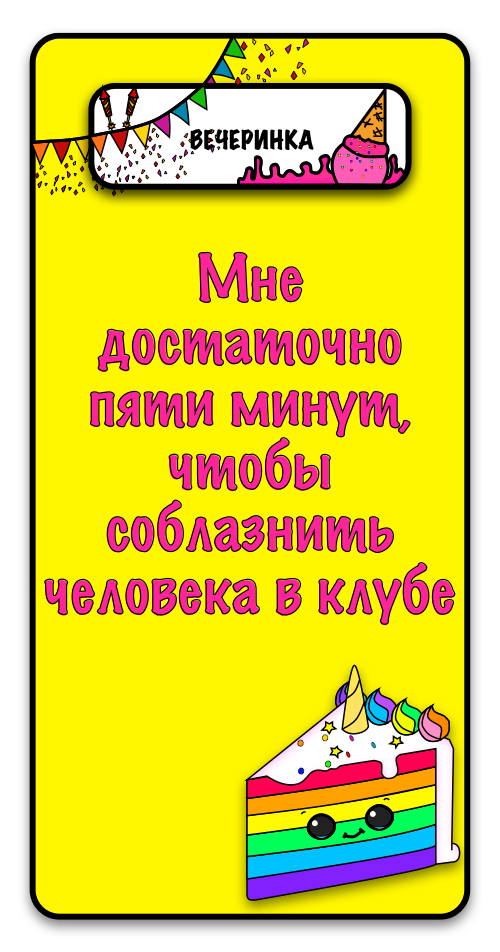 ВЕЧЕРИНКА
Мне
достаточно
пяти минут,
чтобы
соблазнить
человека в клубе